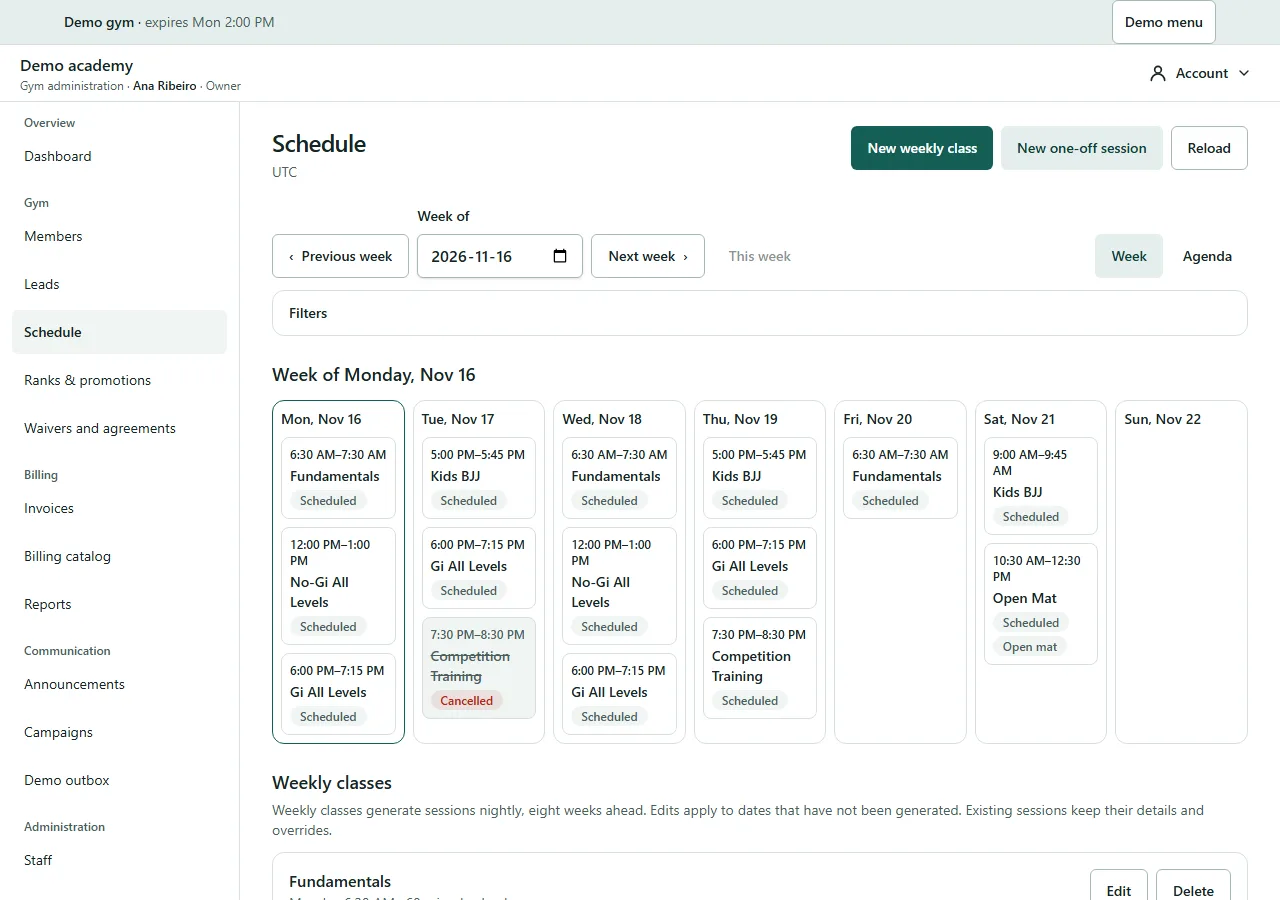 Demo gym · expires Mon 2:00 PM
Demo menu
Demo academy
Gym administration · Ana Ribeiro · Owner
Account
Overview
Dashboard
Gym
Members
Leads
Schedule
Ranks & promotions
Waivers and agreements
Billing
Invoices
Billing catalog
Reports
Communication
Announcements
Campaigns
Demo outbox
Administration
Staff
Schedule
UTC
New weekly class
New one-off session
Reload
Week of
‹ Previous week
2026-11-16
Next week ›
This week
Week
Agenda
Filters
Week of Monday, Nov 16
Mon, Nov 16
6:30 AM–7:30 AM
Fundamentals
Scheduled
12:00 PM–1:00
PM
No-Gi All
Levels
Scheduled
6:00 PM–7:15 PM
Gi All Levels
Scheduled
Tue, Nov 17
5:00 PM–5:45 PM
Kids BJJ
Scheduled
6:00 PM–7:15 PM
Gi All Levels
Scheduled
7:30 PM–8:30 PM
Competition
Training
Cancelled
Wed, Nov 18
6:30 AM–7:30 AM
Fundamentals
Scheduled
12:00 PM–1:00
PM
No-Gi All
Levels
Scheduled
6:00 PM–7:15 PM
Gi All Levels
Scheduled
Thu, Nov 19
5:00 PM–5:45 PM
Kids BJJ
Scheduled
6:00 PM–7:15 PM
Gi All Levels
Scheduled
7:30 PM–8:30 PM
Competition
Training
Scheduled
Fri, Nov 20
6:30 AM–7:30 AM
Fundamentals
Scheduled
Sat, Nov 21
9:00 AM–9:45
AM
Kids BJJ
Scheduled
10:30 AM–12:30
PM
Open Mat
Scheduled
Open mat
Sun, Nov 22
Weekly classes
Weekly classes generate sessions nightly, eight weeks ahead. Edits apply to dates that have not been generated. Existing sessions keep their details and
overrides.
Fundamentals
Edit
Delete